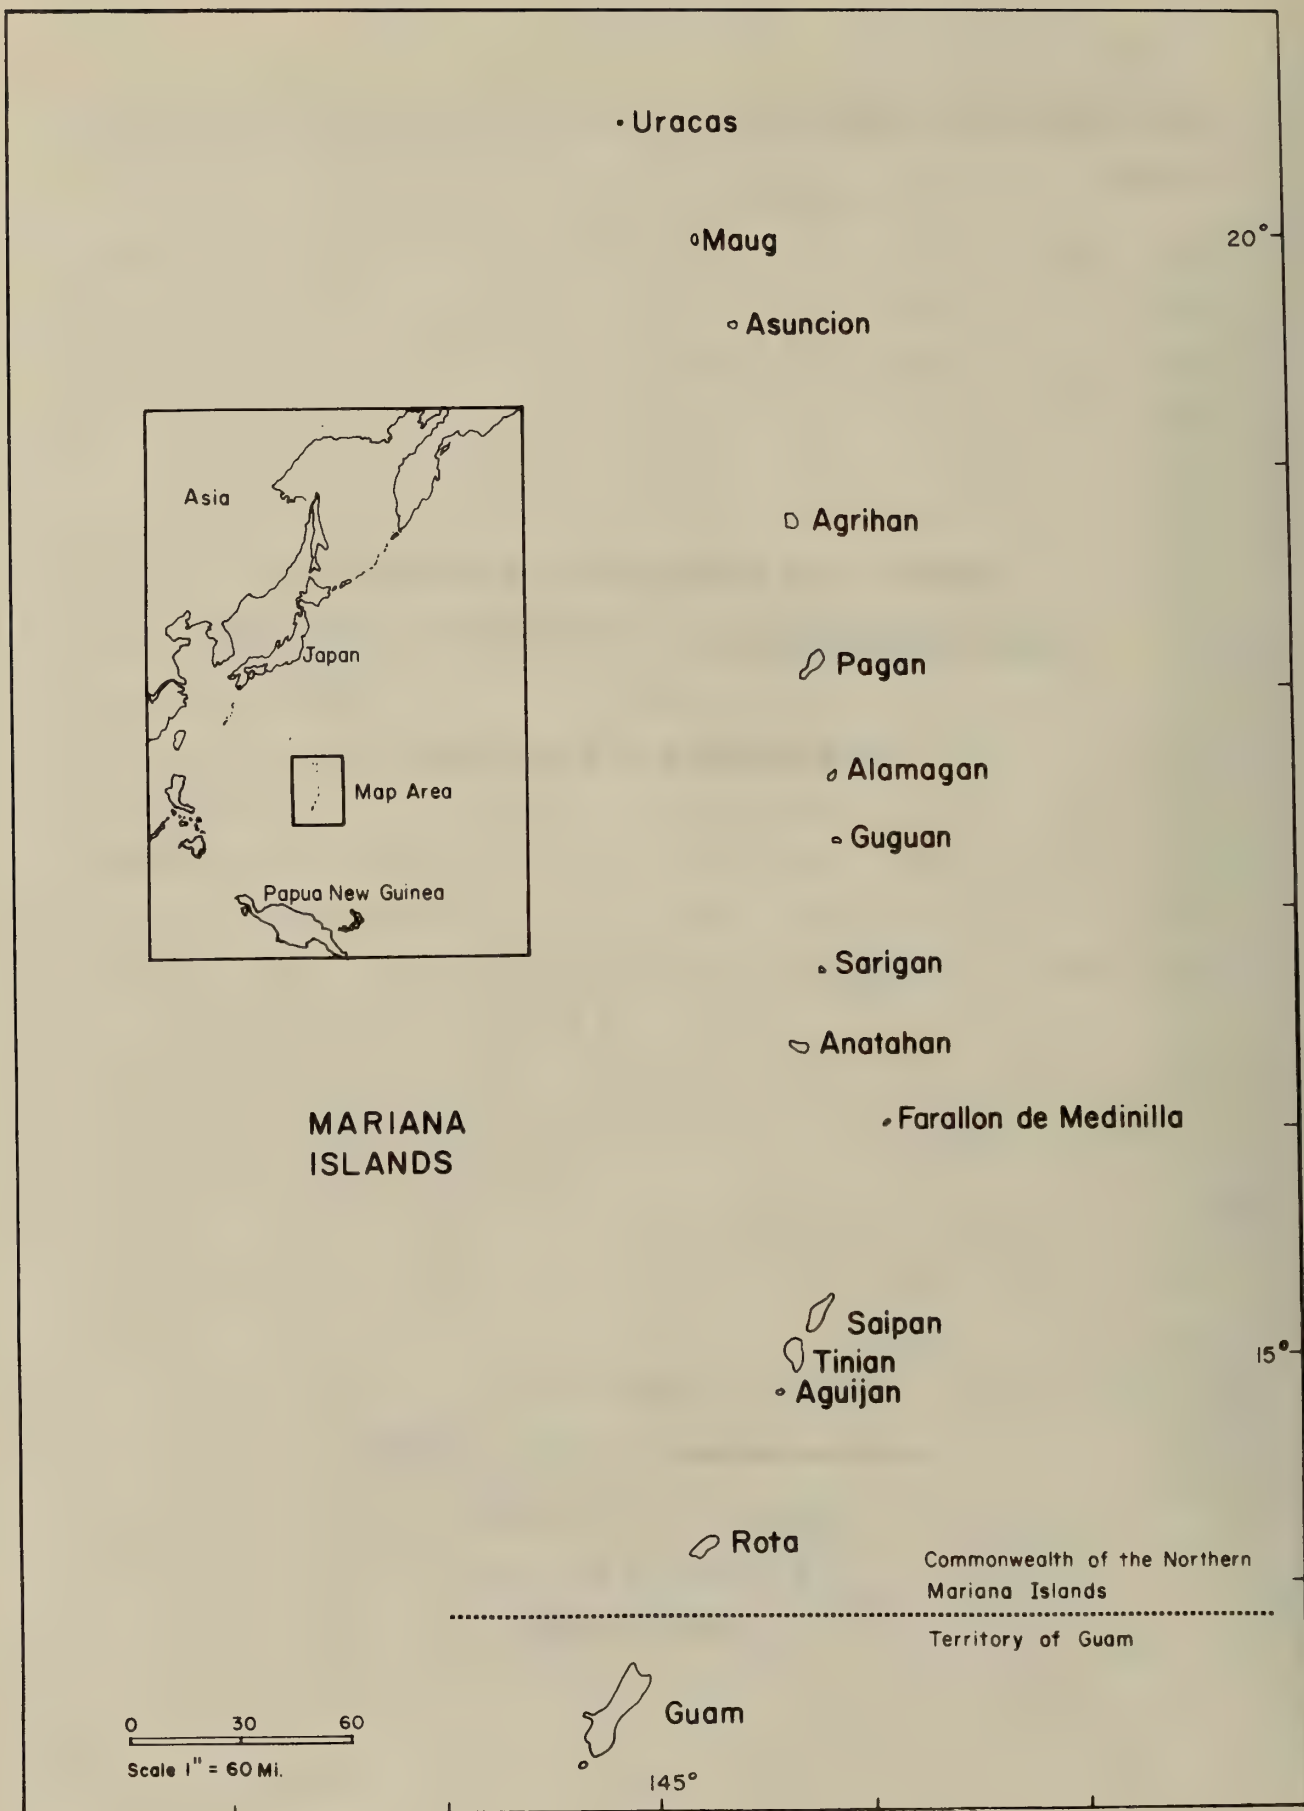 Uracas
Maug
20°
Asuncion
Asia
Agrihan
Japan
Pagan
Alamagan
Map Area
Guguan
Papua New Guinea
Sarigan
Anatahan
Farallon de Medinilla
MARIANA
ISLANDS
Saipan
15°
Tinian
Aguijan
Rota
Commonwealth of the Northern
Mariana Islands
Territory of Guam
Guam
0 30 60
Scale 1" = 60 Mi.
145°